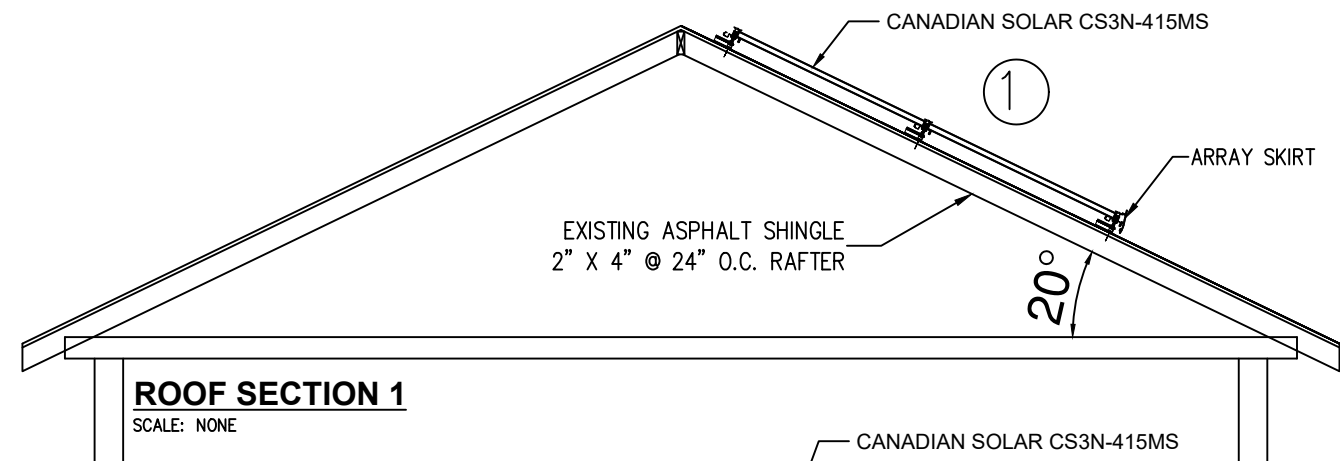 CANADIAN SOLAR CS3N-415MS
1
ARRAY SKIRT
EXISTING ASPHALT SHINGLE
2" X 4" @ 24" O.C. RAFTER
20°
ROOF SECTION 1
SCALE: NONE
CANADIAN SOLAR CS3N-415MS